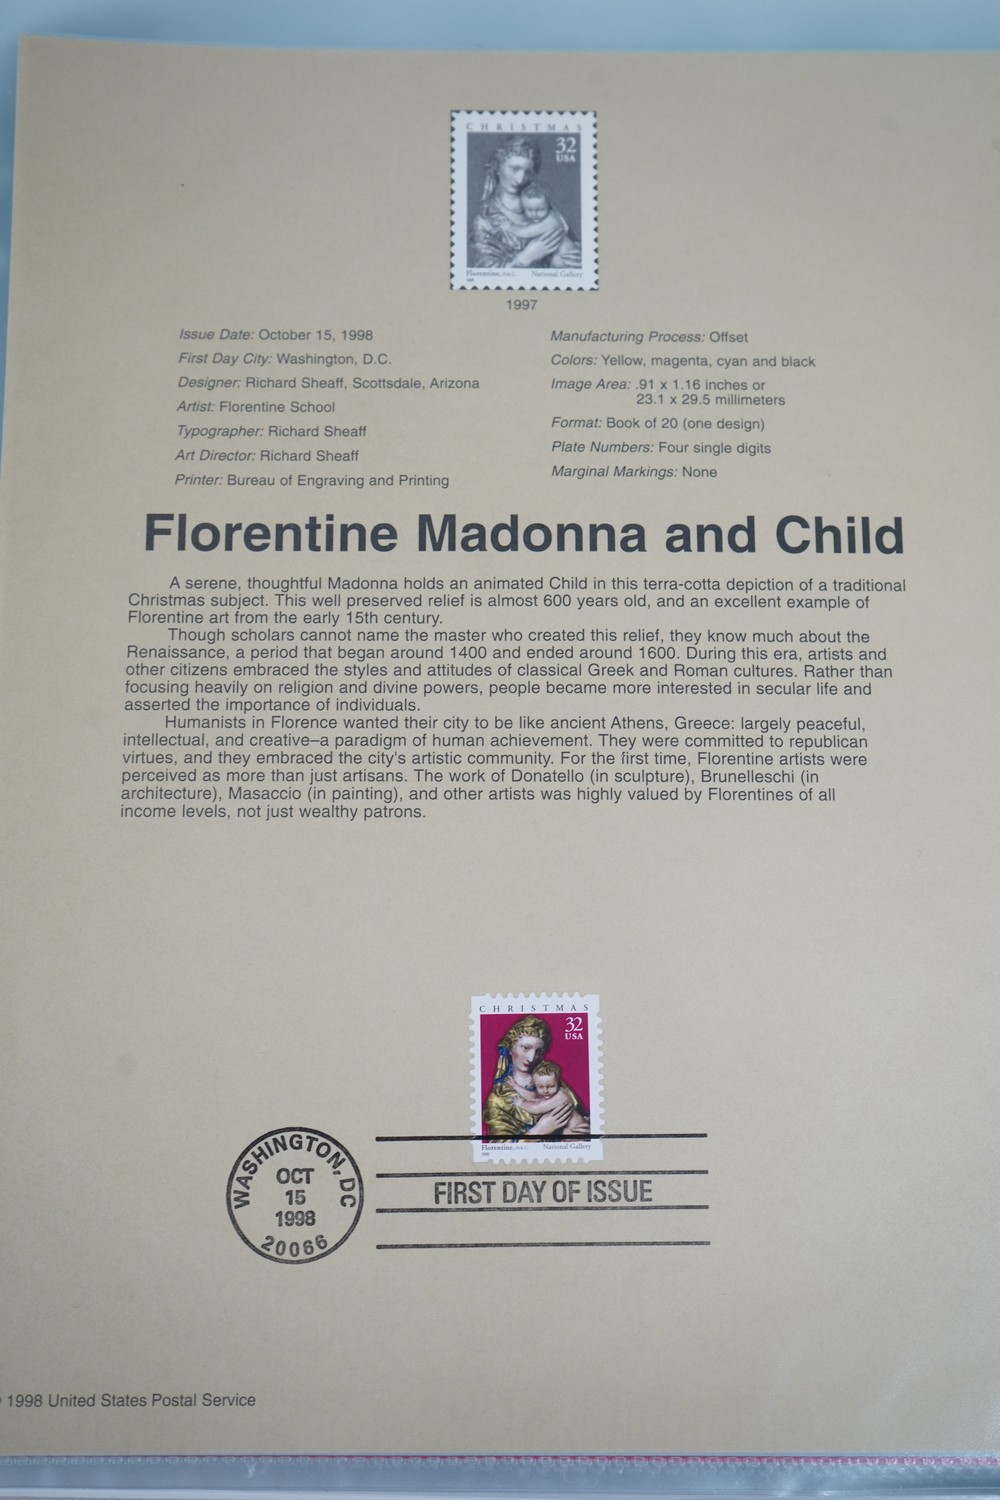 CHRISTMAS
32
USA
Florentine,
National Gallery
1997
Issue Date: October 15, 1998
First Day City: Washington, D.C.
Designer: Richard Sheaff, Scottsdale, Arizona
Artist: Florentine School
Typographer: Richard Sheaff
Art Director: Richard Sheaff
Printer: Bureau of Engraving and Printing
Manufacturing Process: Offset
Colors: Yellow, magenta, cyan and black
Image Area: .91 x 1.16 inches or
23.1 x 29.5 millimeters
Format: Book of 20 (one design)
Plate Numbers: Four single digits
Marginal Markings: None
Florentine Madonna and Child
A serene, thoughtful Madonna holds an animated Child in this terra-cotta depiction of a traditional
Christmas subject. This well preserved relief is almost 600 years old, and an excellent example of
Florentine art from the early 15th century.
Though scholars cannot name the master who created this relief, they know much about the
Renaissance, a period that began around 1400 and ended around 1600. During this era, artists and
other citizens embraced the styles and attitudes of classical Greek and Roman cultures. Rather than
focusing heavily on religion and divine powers, people became more interested in secular life and
asserted the importance of individuals.
Humanists in Florence wanted their city to be like ancient Athens, Greece: largely peaceful,
intellectual, and creative–a paradigm of human achievement. They were committed to republican
virtues, and they embraced the city's artistic community. For the first time, Florentine artists were
perceived as more than just artisans. The work of Donatello (in sculpture), Brunelleschi (in
architecture), Masaccio (in painting), and other artists was highly valued by Florentines of all
income levels, not just wealthy patrons.
CHRISTMAS
32
USA
Florentine,
National Gallery
WASHINGTON, DC
OCT
15
1998
20066
FIRST DAY OF ISSUE
1998 United States Postal Service